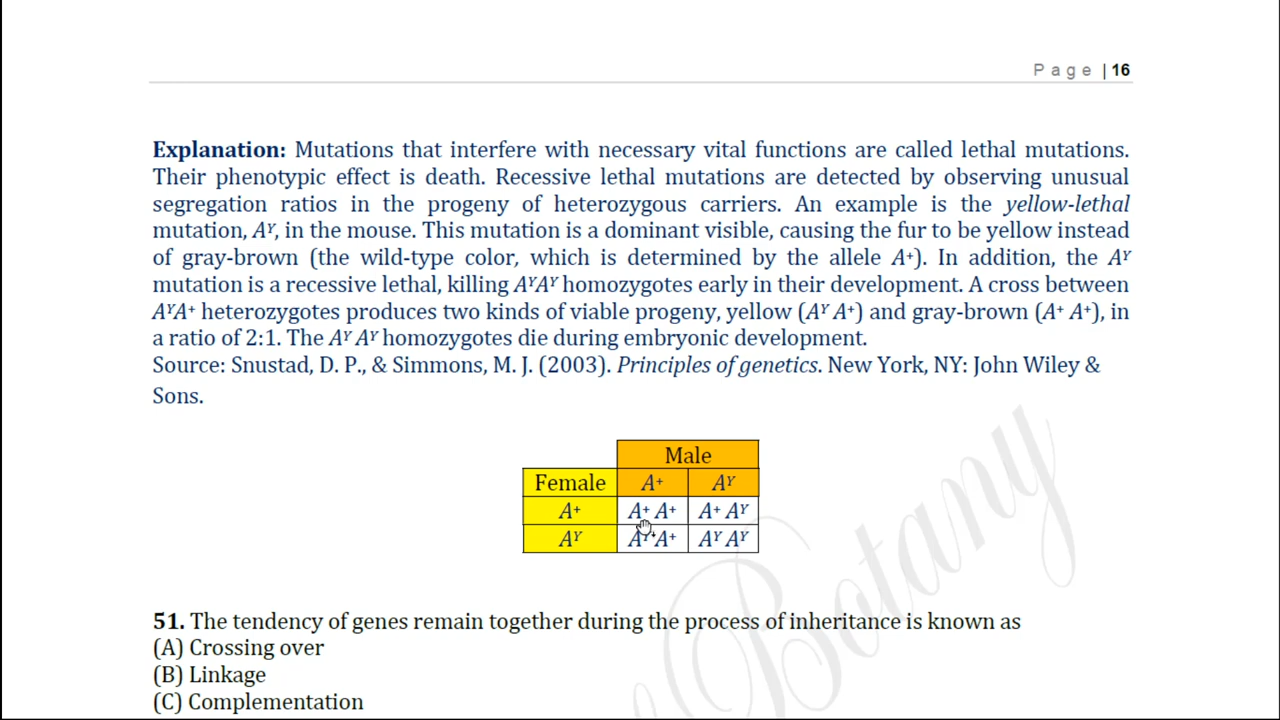 Page | 16
Explanation: Mutations that interfere with necessary vital functions are called lethal mutations.
Their phenotypic effect is death. Recessive lethal mutations are detected by observing unusual
segregation ratios in the progeny of heterozygous carriers. An example is the yellow-lethal
mutation, Aʸ, in the mouse. This mutation is a dominant visible, causing the fur to be yellow instead
of gray-brown (the wild-type color, which is determined by the allele A⁺). In addition, the Aʸ
mutation is a recessive lethal, killing AʸAʸ homozygotes early in their development. A cross between
AʸA⁺ heterozygotes produces two kinds of viable progeny, yellow (Aʸ A⁺) and gray-brown (A⁺ A⁺), in
a ratio of 2:1. The Aʸ Aʸ homozygotes die during embryonic development.
Source: Snustad, D. P., & Simmons, M. J. (2003). Principles of genetics. New York, NY: John Wiley &
Sons.
Male
Female A⁺ Aʸ
A⁺ A⁺ A⁺ A⁺ Aʸ
Aʸ Aʸ A⁺ Aʸ Aʸ
Botany
51. The tendency of genes remain together during the process of inheritance is known as
(A) Crossing over
(B) Linkage
(C) Complementation